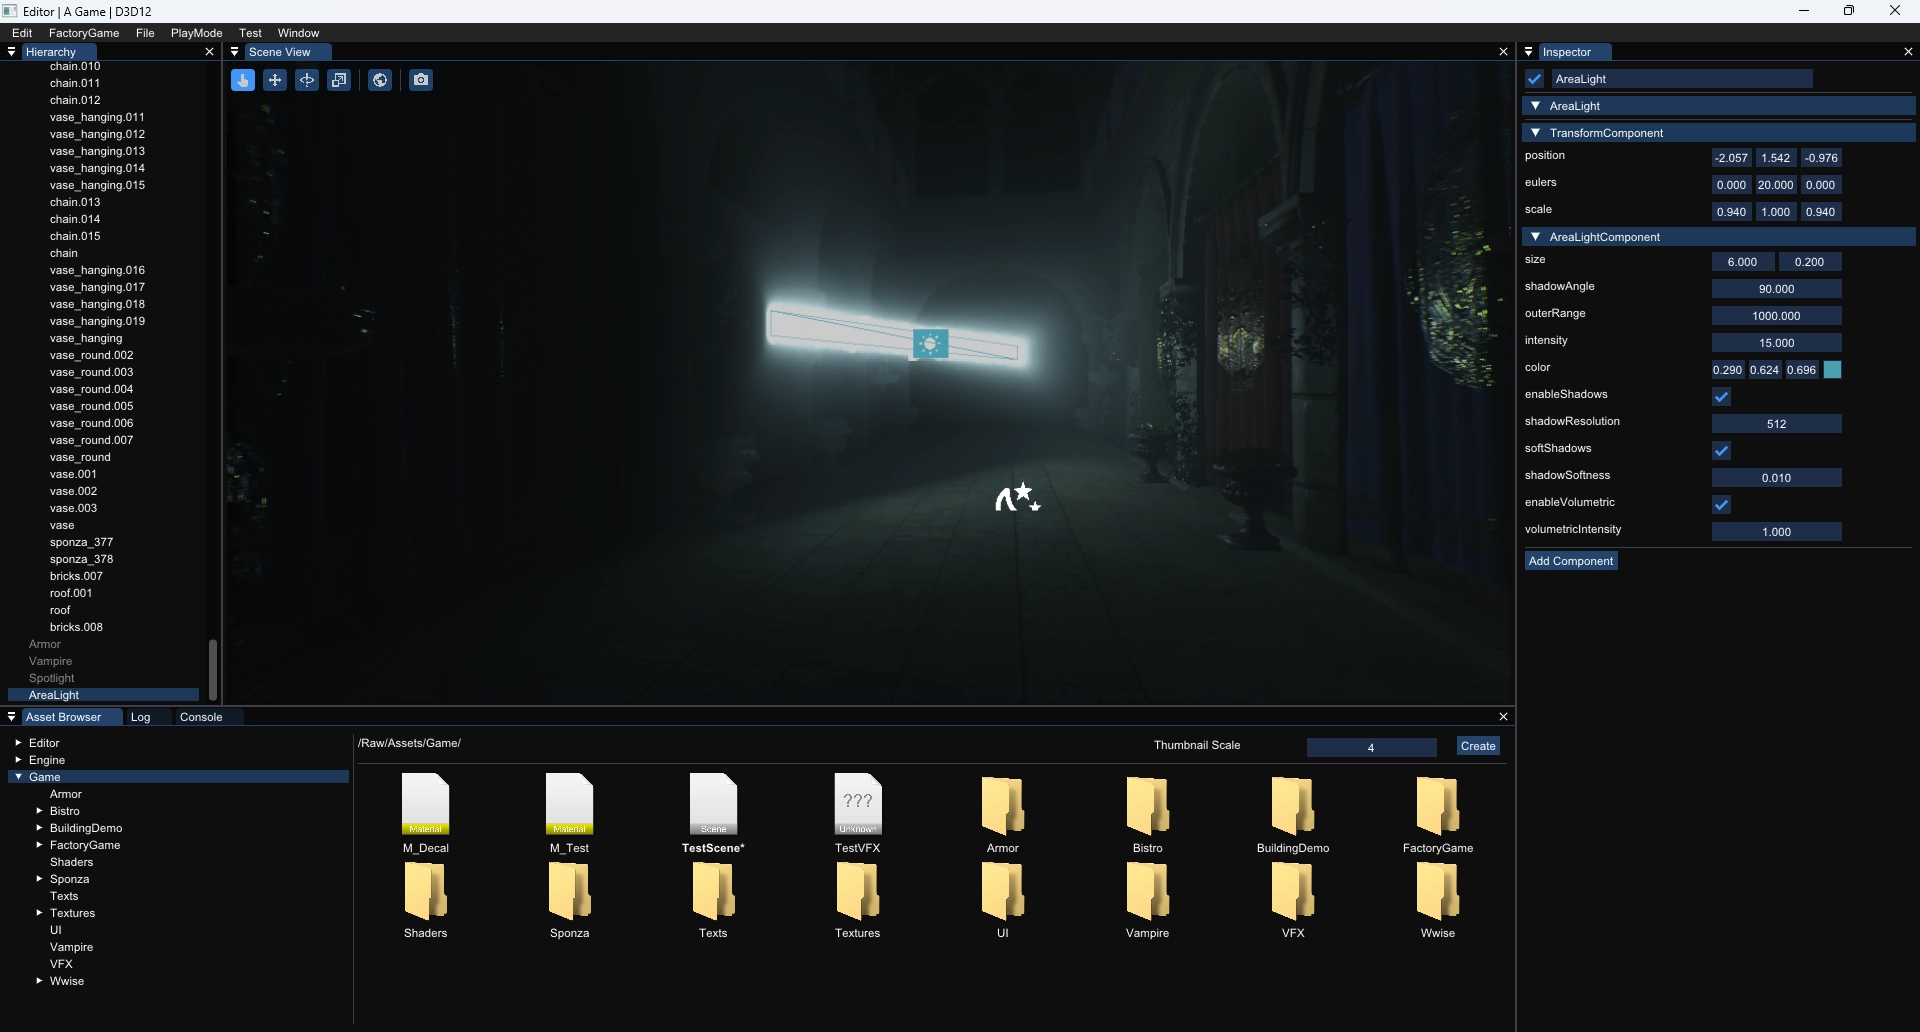 Editor | A Game | D3D12
Edit FactoryGame File PlayMode Test Window
Hierarchy
chain.010
chain.011
chain.012
vase_hanging.011
vase_hanging.012
vase_hanging.013
vase_hanging.014
vase_hanging.015
chain.013
chain.014
chain.015
chain
vase_hanging.016
vase_hanging.017
vase_hanging.018
vase_hanging.019
vase_hanging
vase_round.002
vase_round.003
vase_round.004
vase_round.005
vase_round.006
vase_round.007
vase_round
vase.001
vase.002
vase.003
vase
sponza_377
sponza_378
bricks.007
roof.001
roof
bricks.008
Armor
Vampire
Spotlight
AreaLight
Scene View
Inspector
AreaLight
AreaLight
TransformComponent
position -2.057 1.542 -0.976
eulers 0.000 20.000 0.000
scale 0.940 1.000 0.940
AreaLightComponent
size 6.000 0.200
shadowAngle 90.000
outerRange 1000.000
intensity 15.000
color 0.290 0.624 0.696
enableShadows
shadowResolution 512
softShadows
shadowSoftness 0.010
enableVolumetric
volumetricIntensity 1.000
Add Component
Asset Browser Log Console
Editor
Engine
Game
Armor
Bistro
BuildingDemo
FactoryGame
Shaders
Sponza
Texts
Textures
UI
Vampire
VFX
Wwise
/Raw/Assets/Game/ Thumbnail Scale 4 Create
???
Material Material Scene Unknown
M_Decal M_Test TestScene* TestVFX Armor Bistro BuildingDemo FactoryGame
Shaders Sponza Texts Textures UI Vampire VFX Wwise